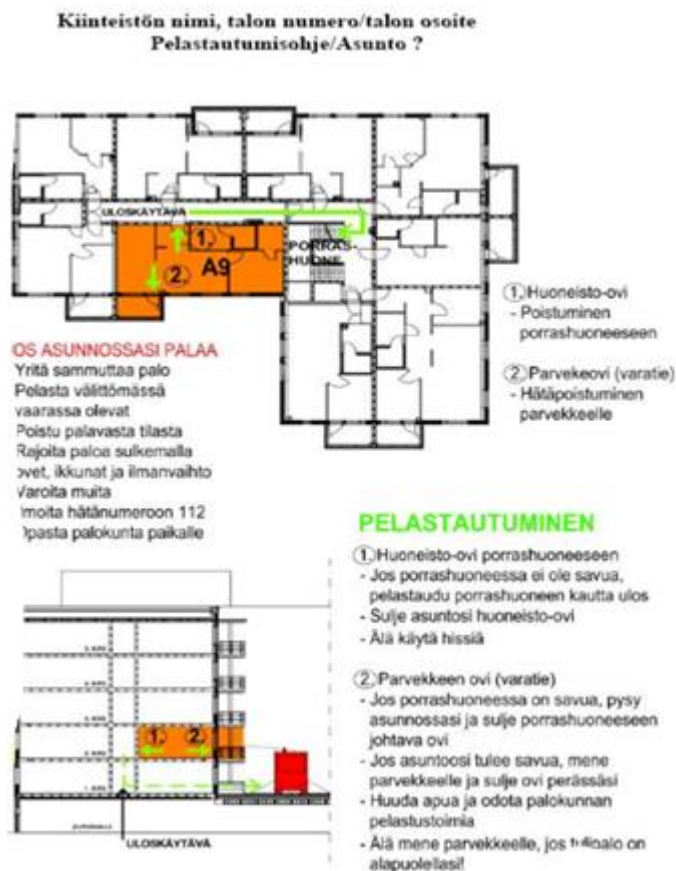 Kiinteistön nimi, talon numero/talon osoite
Pelastautumisohje/Asunto ?
ULOSKÄYTÄVÄ
1.
PORRAS-
HUONE
A9
2.
1. Huoneisto-ovi
- Poistuminen
porrashuoneeseen
2. Parvekeovi (varatie)
- Hätäpoistuminen
parvekkeelle
OS ASUNNOSSASI PALAA
Yritä sammuttaa palo
Pelasta välittömässä
vaarassa olevat
Poistu palavasta tilasta
Rajoita paloa sulkemalla
ovet, ikkunat ja ilmanvaihto
Varoita muita
moita hätänumeroon 112
pasta palokunta paikalle
PELASTAUTUMINEN
1. Huoneisto-ovi porrashuoneeseen
- Jos porrashuoneessa ei ole savua,
pelastaudu porrashuoneen kautta ulos
- Sulje asuntosi huoneisto-ovi
- Älä käytä hissiä
2. Parvekkeen ovi (varatie)
- Jos porrashuoneessa on savua, pysy
asunnossasi ja sulje porrashuoneeseen
johtava ovi
- Jos asuntoosi tulee savua, mene
parvekkeelle ja sulje ovi perässäsi
- Huuda apua ja odota palokunnan
pelastustoimia
- Älä mene parvekkeelle, jos on
alapuolellasi!
1.
2.
ULOSKÄYTÄVÄ